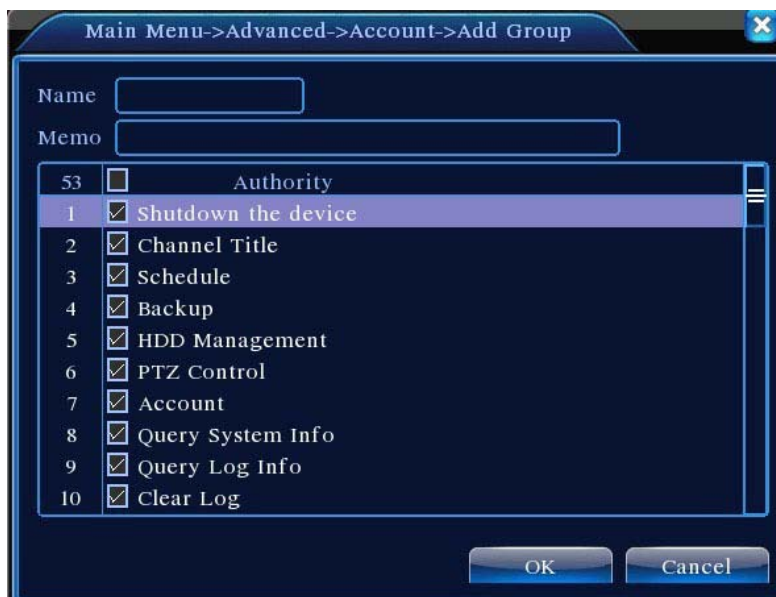 Main Menu->Advanced->Account->Add Group
Name
Memo
53 Authority
1 Shutdown the device
2 Channel Title
3 Schedule
4 Backup
5 HDD Management
6 PTZ Control
7 Account
8 Query System Info
9 Query Log Info
10 Clear Log
OK Cancel